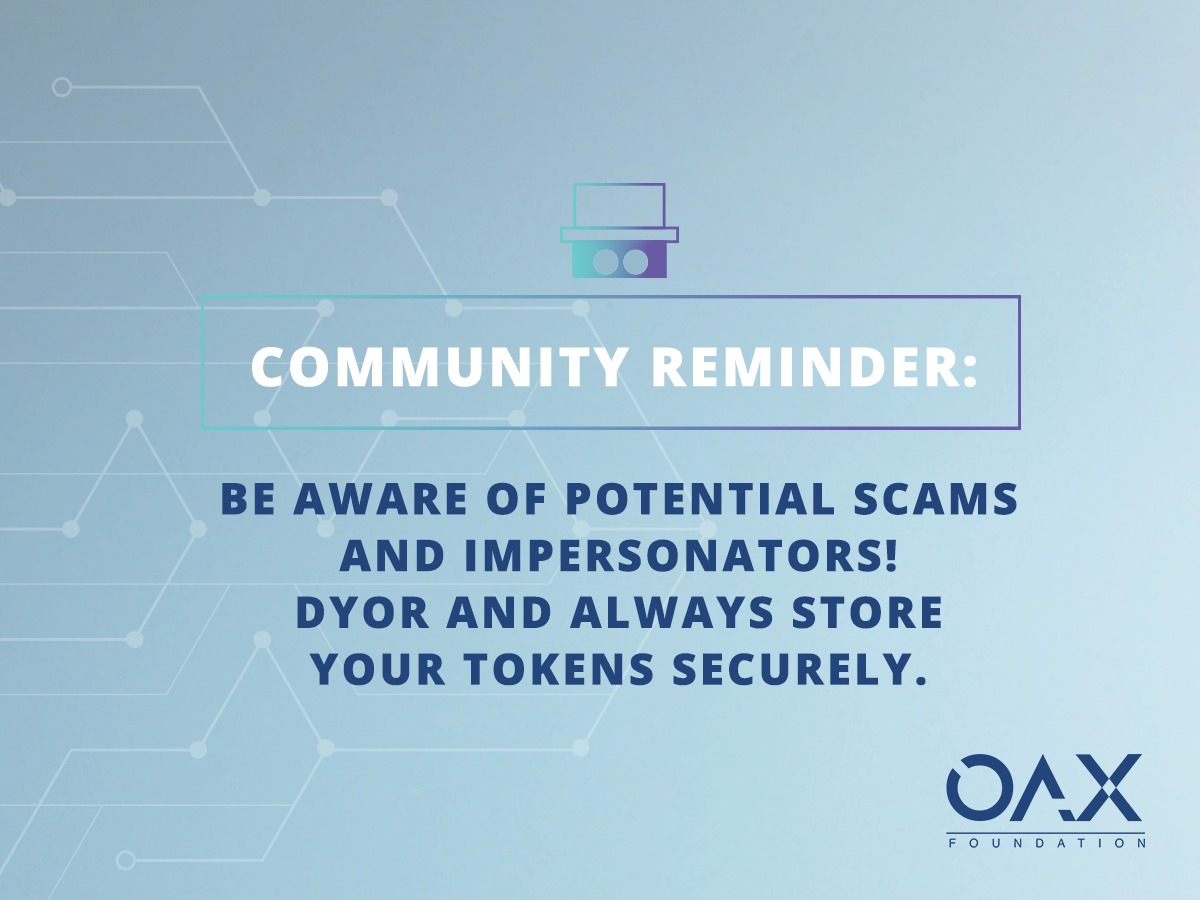 COMMUNITY REMINDER:
BE AWARE OF POTENTIAL SCAMS
AND IMPERSONATORS!
DYOR AND ALWAYS STORE
YOUR TOKENS SECURELY.
OAX
FOUNDATION